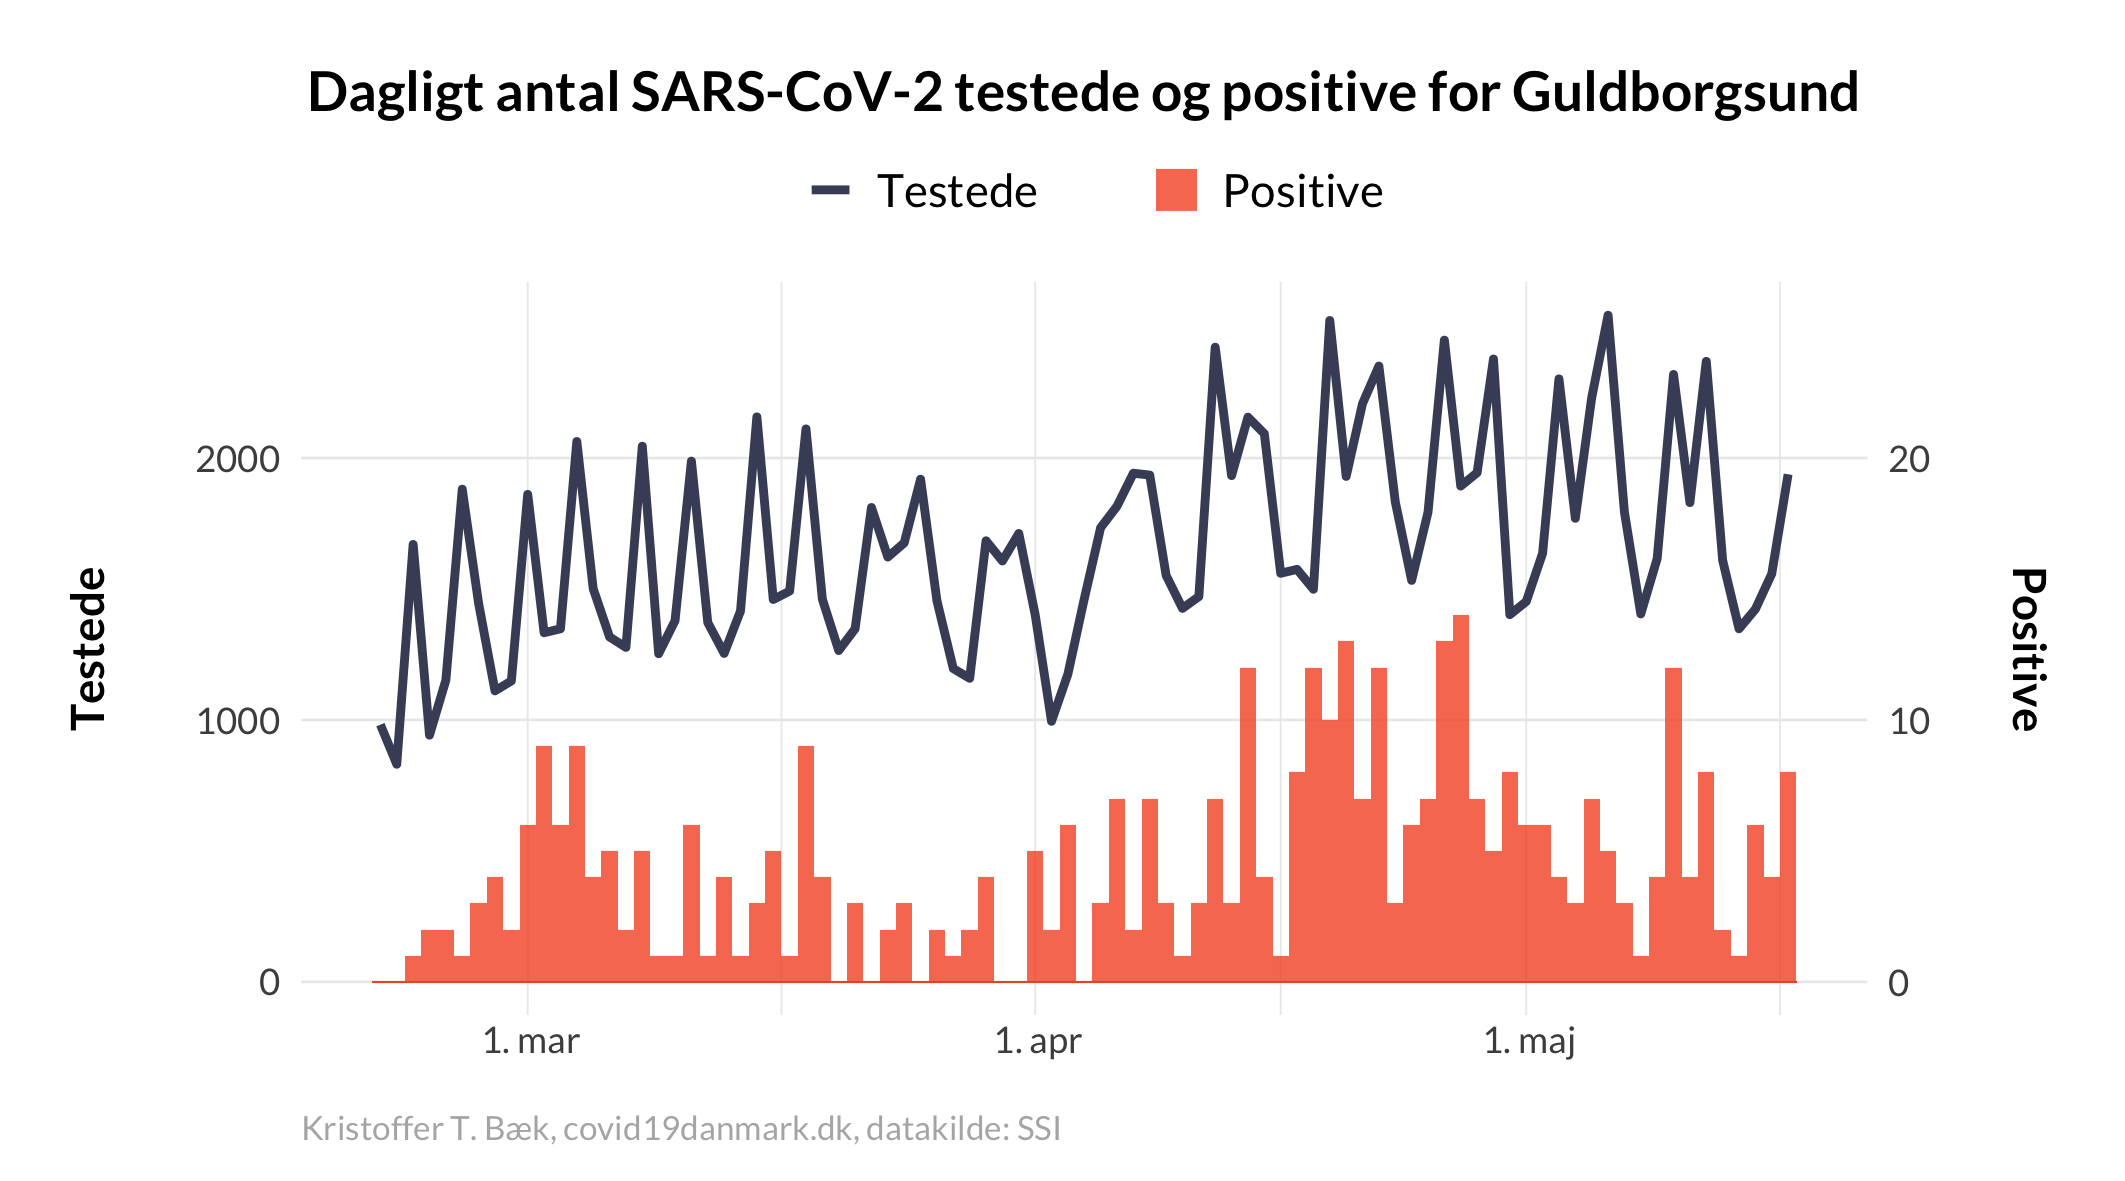 Dagligt antal SARS-CoV-2 testede og positive for Guldborgsund
Testede
Positive
2000
1000
0
20
10
0
Testede
Positive
1. mar
1. apr
1. maj
Kristoffer T. Bæk, covid19danmark.dk, datakilde: SSI